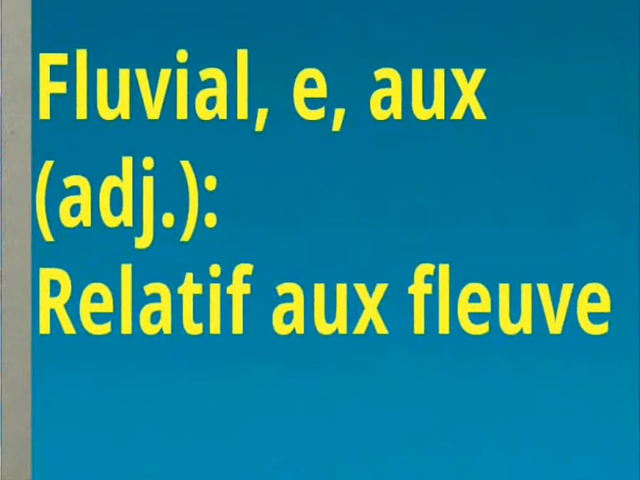 Fluvial, e, aux
(adj.):
Relatif aux fleuve